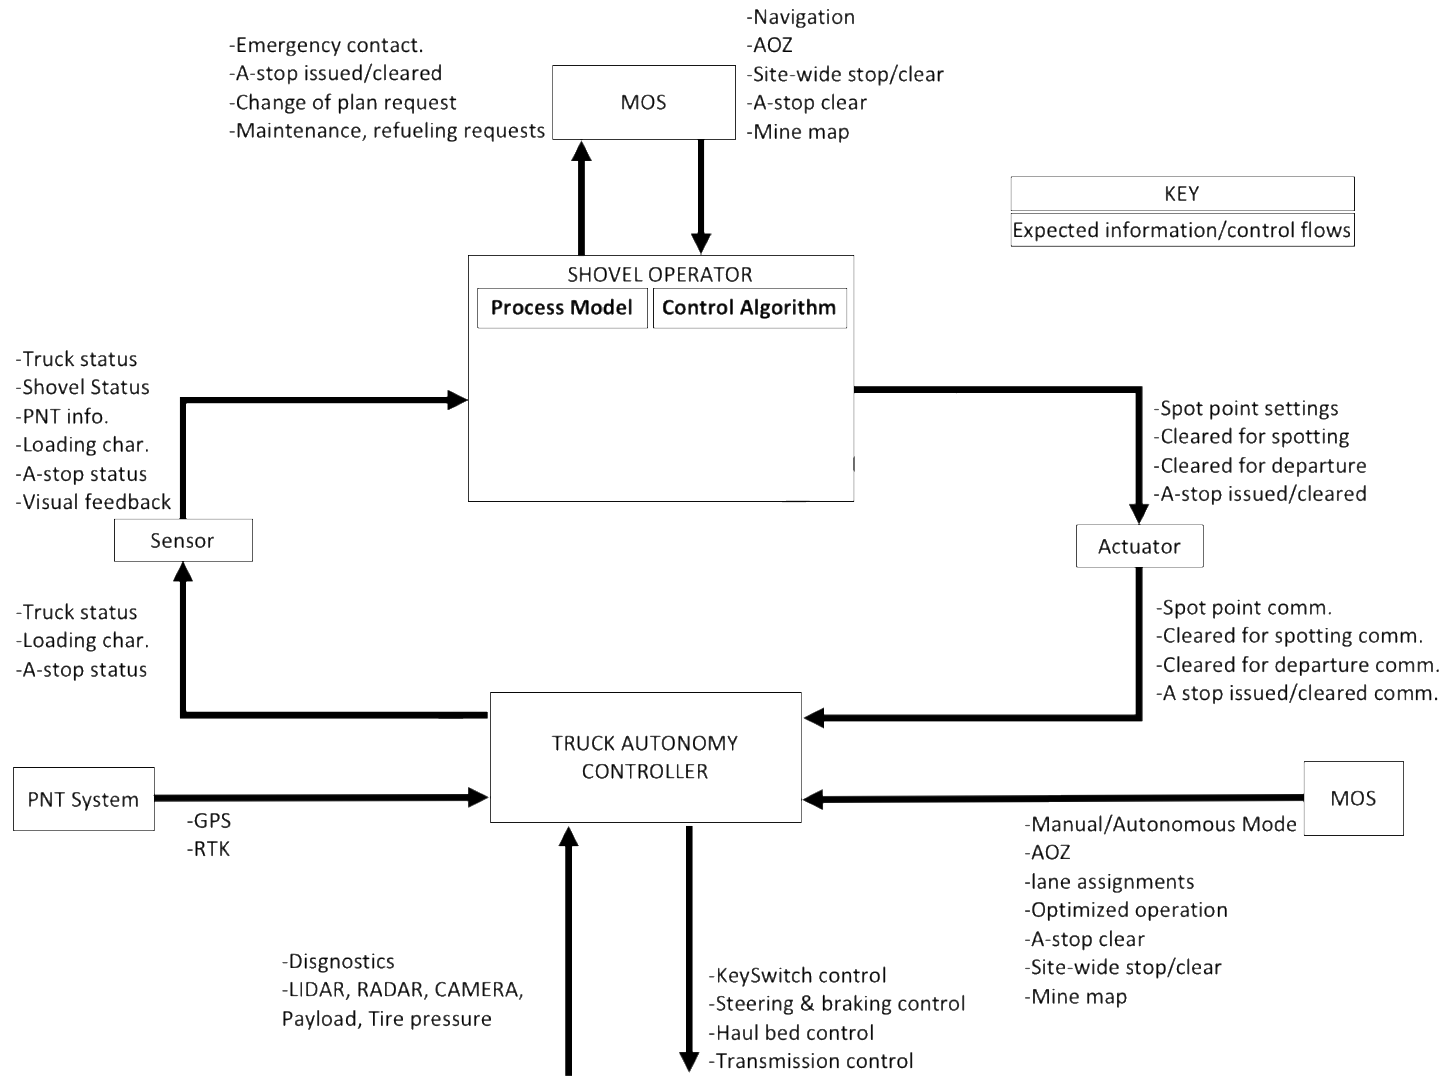 -Emergency contact.
-A-stop issued/cleared
-Change of plan request
-Maintenance, refueling requests
MOS
-Navigation
-AOZ
-Site-wide stop/clear
-A-stop clear
-Mine map
KEY
Expected information/control flows
SHOVEL OPERATOR
Process Model
Control Algorithm
-Truck status
-Shovel Status
-PNT info.
-Loading char.
-A-stop status
-Visual feedback
Sensor
-Spot point settings
-Cleared for spotting
-Cleared for departure
-A-stop issued/cleared
Actuator
-Truck status
-Loading char.
-A-stop status
-Spot point comm.
-Cleared for spotting comm.
-Cleared for departure comm.
-A stop issued/cleared comm.
TRUCK AUTONOMY
CONTROLLER
PNT System
-GPS
-RTK
MOS
-Manual/Autonomous Mode
-AOZ
-lane assignments
-Optimized operation
-A-stop clear
-Site-wide stop/clear
-Mine map
-Disgnostics
-LIDAR, RADAR, CAMERA,
Payload, Tire pressure
-KeySwitch control
-Steering & braking control
-Haul bed control
-Transmission control